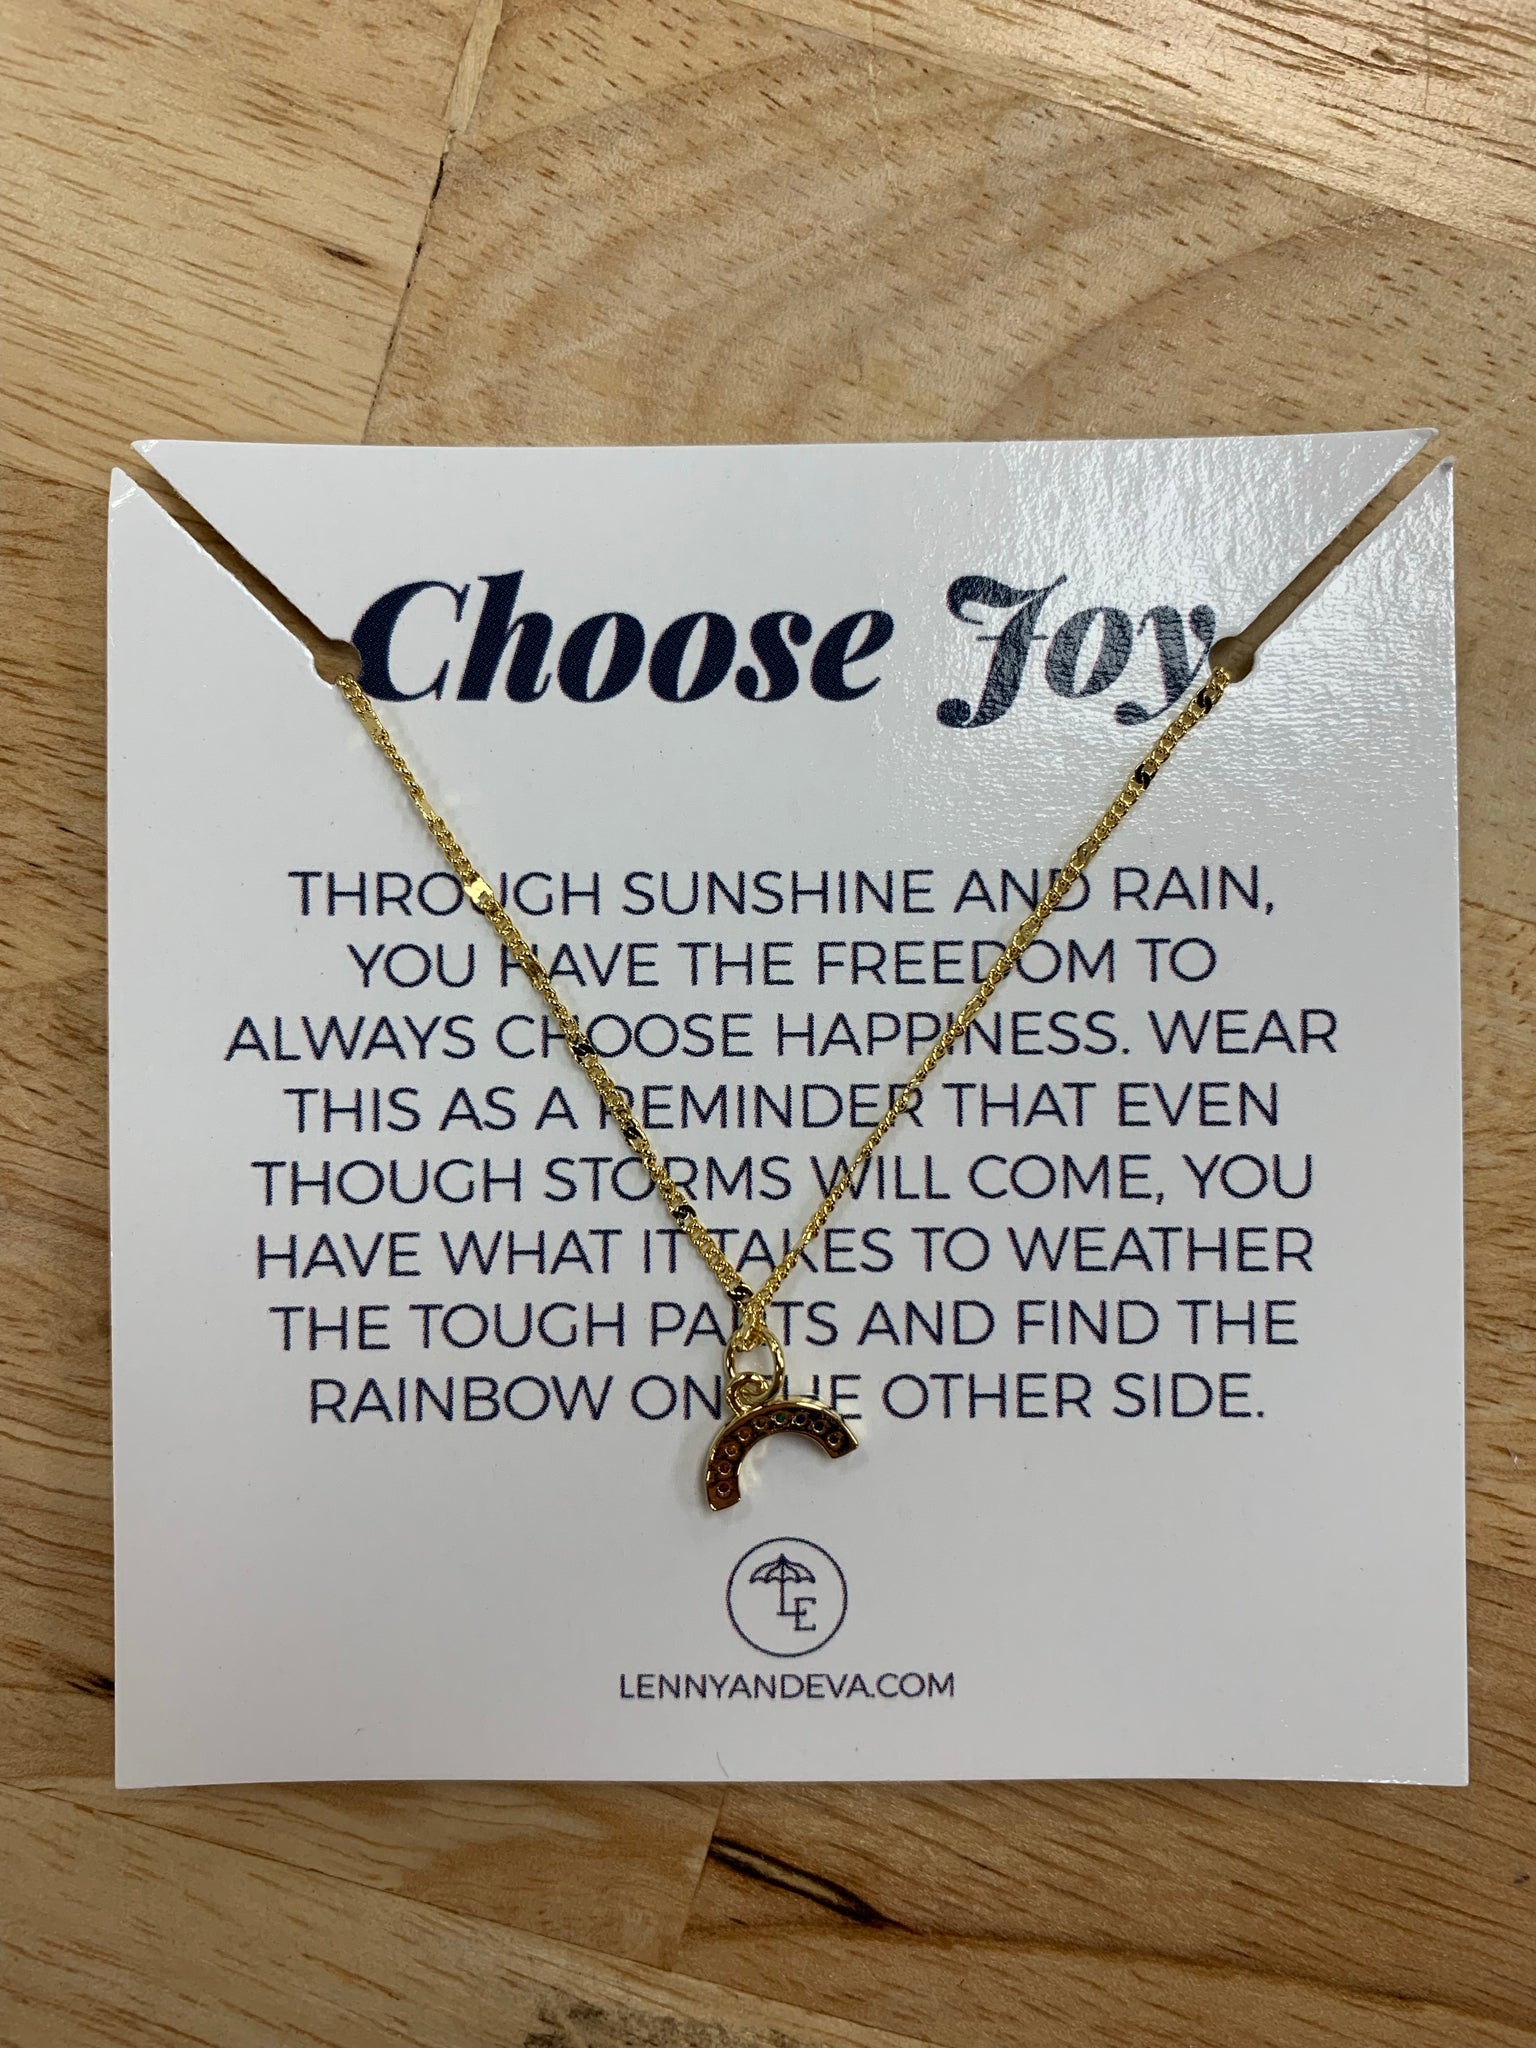 Choose Joy
THROUGH SUNSHINE AND RAIN,
YOU HAVE THE FREEDOM TO
ALWAYS CHOOSE HAPPINESS. WEAR
THIS AS A REMINDER THAT EVEN
THOUGH STORMS WILL COME, YOU
HAVE WHAT IT TAKES TO WEATHER
THE TOUGH PARTS AND FIND THE
RAINBOW ON THE OTHER SIDE.
LE
LENNYANDEVA.COM